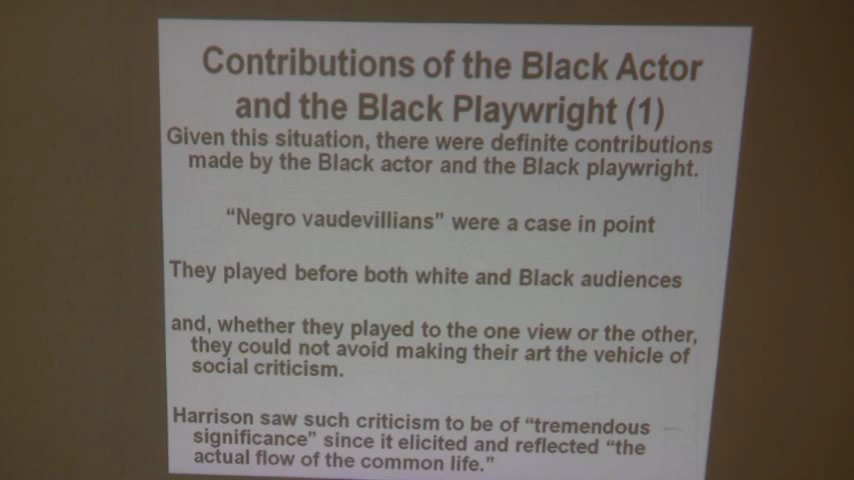 Contributions of the Black Actor
and the Black Playwright (1)
Given this situation, there were definite contributions
made by the Black actor and the Black playwright.
“Negro vaudevillians” were a case in point
They played before both white and Black audiences
and, whether they played to the one view or the other,
they could not avoid making their art the vehicle of
social criticism.
Harrison saw such criticism to be of “tremendous
significance” since it elicited and reflected “the
actual flow of the common life.”